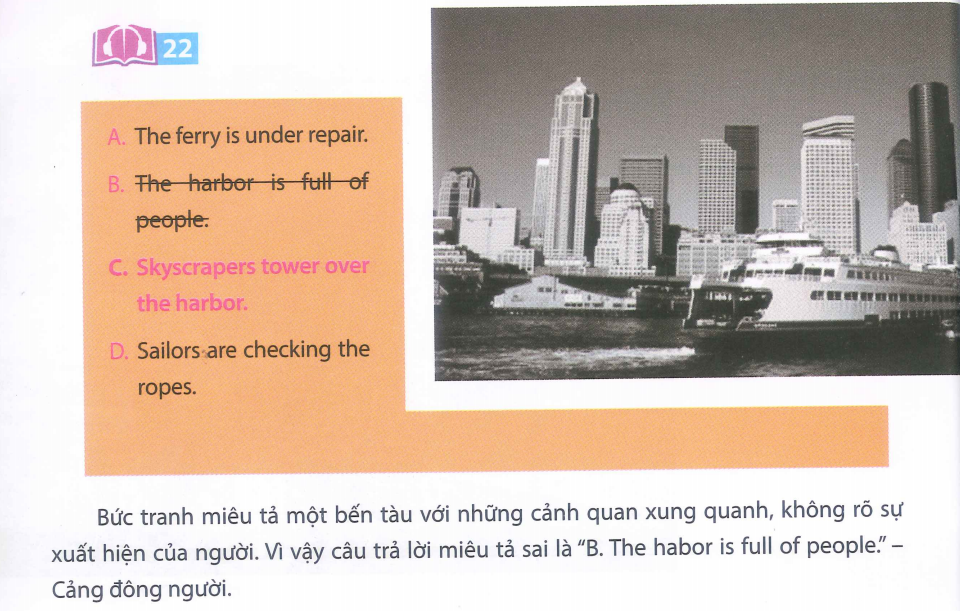 22
A. The ferry is under repair.
B. The harbor is full of
people.
C. Skyscrapers tower over
the harbor.
D. Sailors are checking the
ropes.
Bức tranh miêu tả một bến tàu với những cảnh quan xung quanh, không rõ sự
xuất hiện của người. Vì vậy câu trả lời miêu tả sai là “B. The habor is full of people.” –
Cảng đông người.